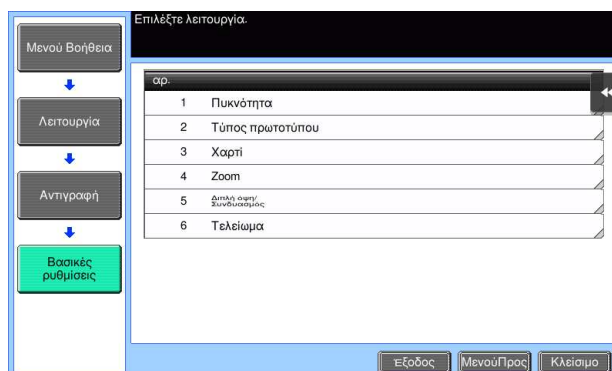 Επιλέξτε λειτουργία.
Μενού Βοήθεια
Λειτουργία
Αντιγραφή
Βασικές
ρυθμίσεις
αρ.
1 Πυκνότητα
2 Τύπος πρωτοτύπου
3 Χαρτί
4 Zoom
5 Διπλή όψη/
Συνδυασμός
6 Τελείωμα
Έξοδος
ΜενούΠρος
Κλείσιμο